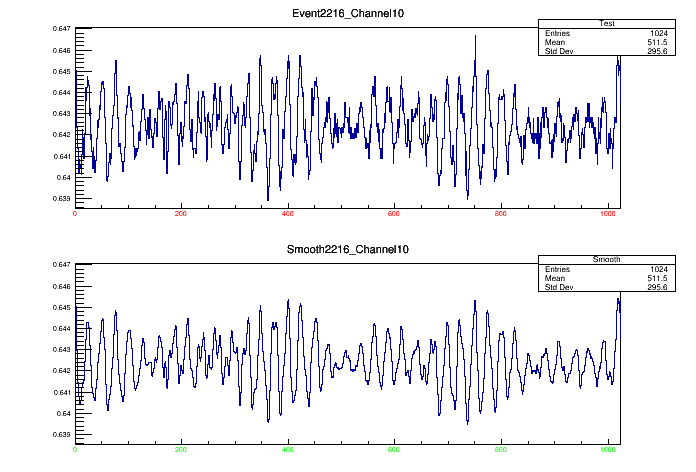 Event2216_Channel10
Test
Entries 1024
Mean 511.5
Std Dev 295.6
0.647
0.646
0.645
0.644
0.643
0.642
0.641
0.64
0.639
0 200 400 600 800 1000
Smooth2216_Channel10
Smooth
Entries 1024
Mean 511.5
Std Dev 295.6
0.647
0.646
0.645
0.644
0.643
0.642
0.641
0.64
0.639
0 200 400 600 800 1000